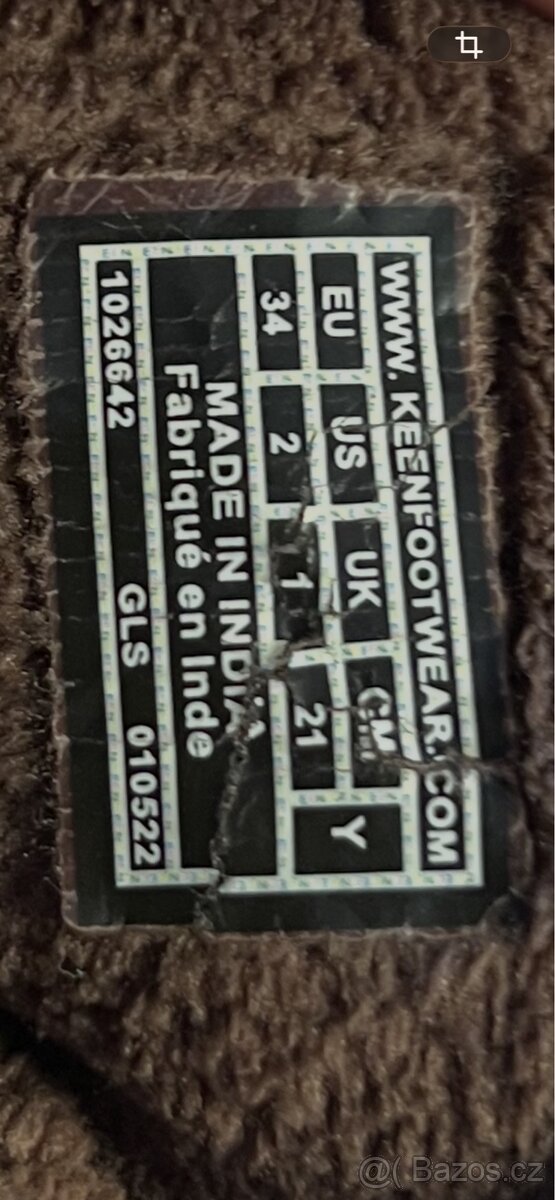 WWW. KEENFOOTWEAR.COM
EU US UK CM Y
34 2 1 21
MADE IN INDIA
Fabriqué en Inde
1026642 GLS 010522
@( Bazos.cz